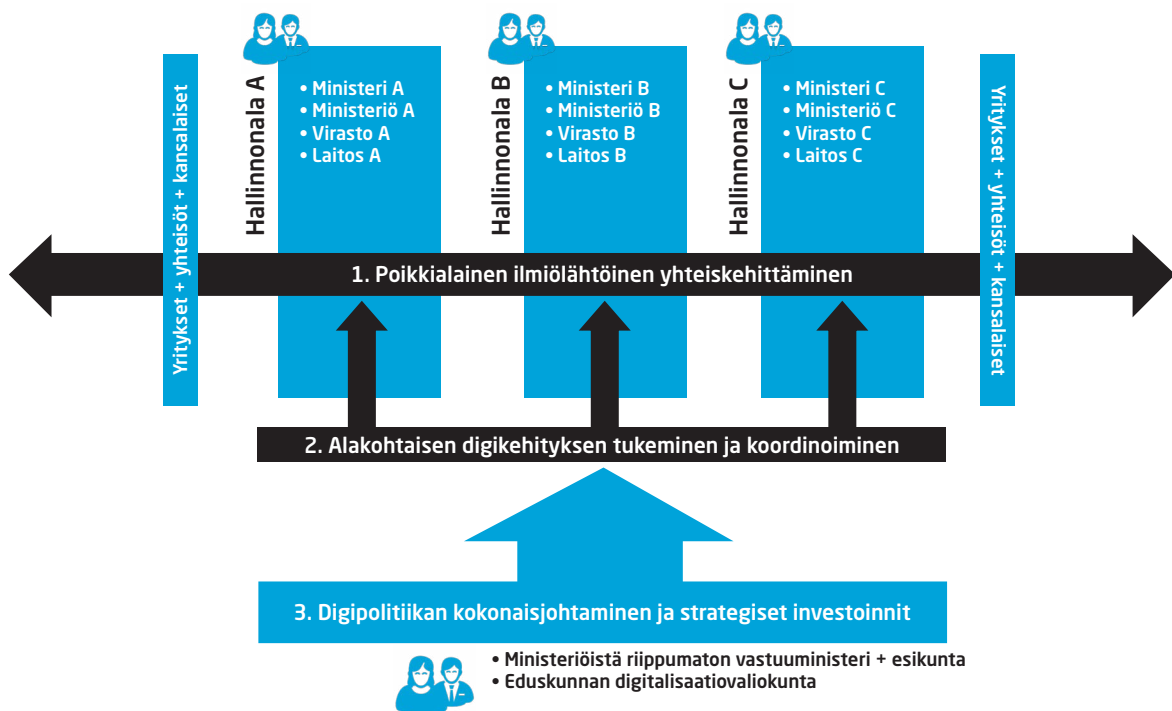 Yritykset + yhteisöt + kansalaiset
Hallinnonala A
• Ministeri A
• Ministeriö A
• Virasto A
• Laitos A
Hallinnonala B
• Ministeri B
• Ministeriö B
• Virasto B
• Laitos B
Hallinnonala C
• Ministeri C
• Ministeriö C
• Virasto C
• Laitos C
Yritykset + yhteisöt + kansalaiset
1. Poikkialainen ilmiölähtöinen yhteiskehittäminen
2. Alakohtaisen digikehityksen tukeminen ja koordinoiminen
3. Digipolitiikan kokonaisjohtaminen ja strategiset investoinnit
• Ministeriöistä riippumaton vastuuministeri + esikunta
• Eduskunnan digitalisaatiovaliokunta